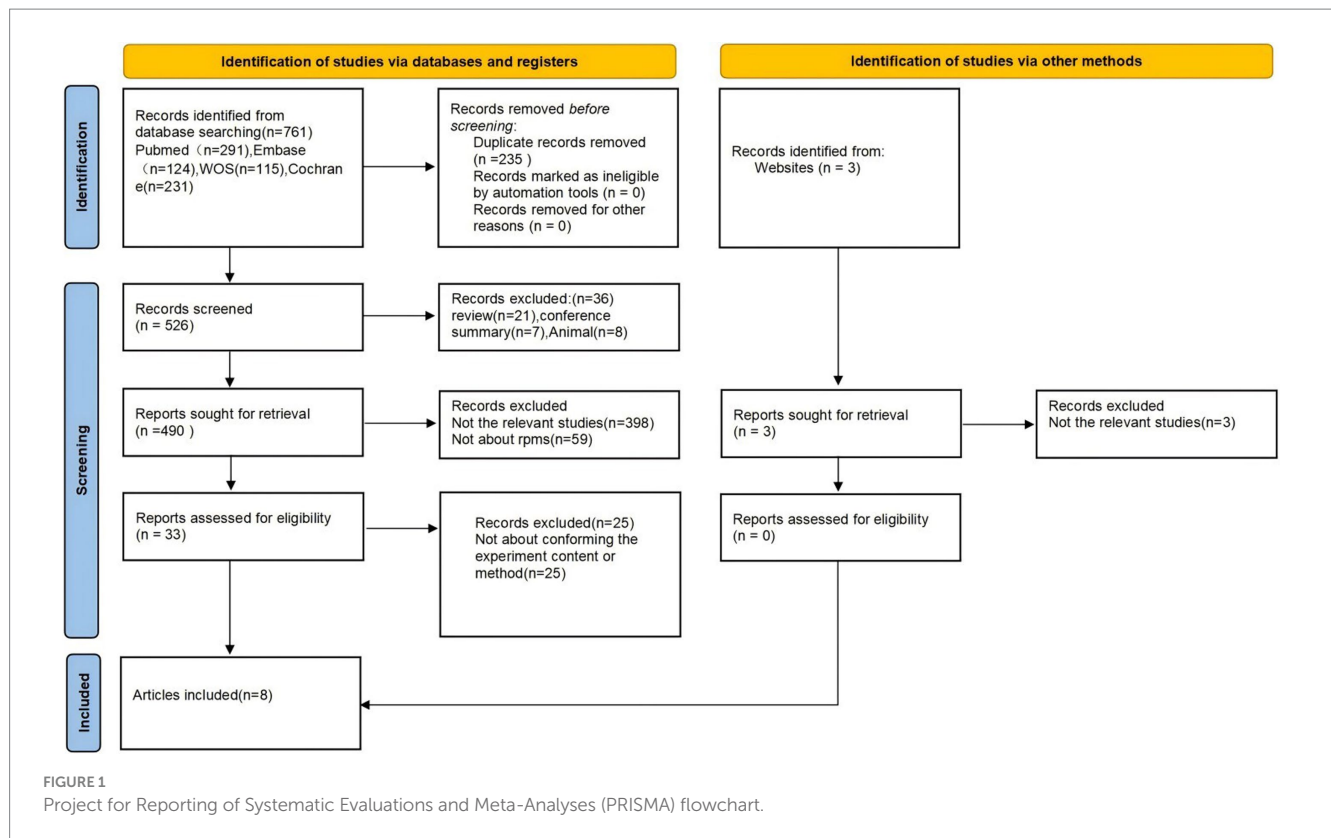 Identification of studies via databases and registers
Identification of studies via other methods
Identification
Records identified from
database searching(n=761)
Pubmed（n=291),Embase
（n=124),WOS(n=115),Cochran
e(n=231)
Records removed before
screening:
Duplicate records removed
(n =235 )
Records marked as ineligible
by automation tools (n = 0)
Records removed for other
reasons (n = 0)
Records identified from:
Websites (n = 3)
Screening
Records screened
(n = 526)
Records excluded:(n=36)
review(n=21),conference
summary(n=7),Animal(n=8)
Reports sought for retrieval
(n =490 )
Records excluded
Not the relevant studies(n=398)
Not about rpms(n=59)
Reports sought for retrieval
(n = 3)
Records excluded
Not the relevant studies(n=3)
Reports assessed for eligibility
(n = 33)
Records excluded(n=25)
Not about conforming the
experiment content or
method(n=25)
Reports assessed for eligibility
(n = 0)
Included
Articles included(n=8)
FIGURE 1
Project for Reporting of Systematic Evaluations and Meta-Analyses (PRISMA) flowchart.